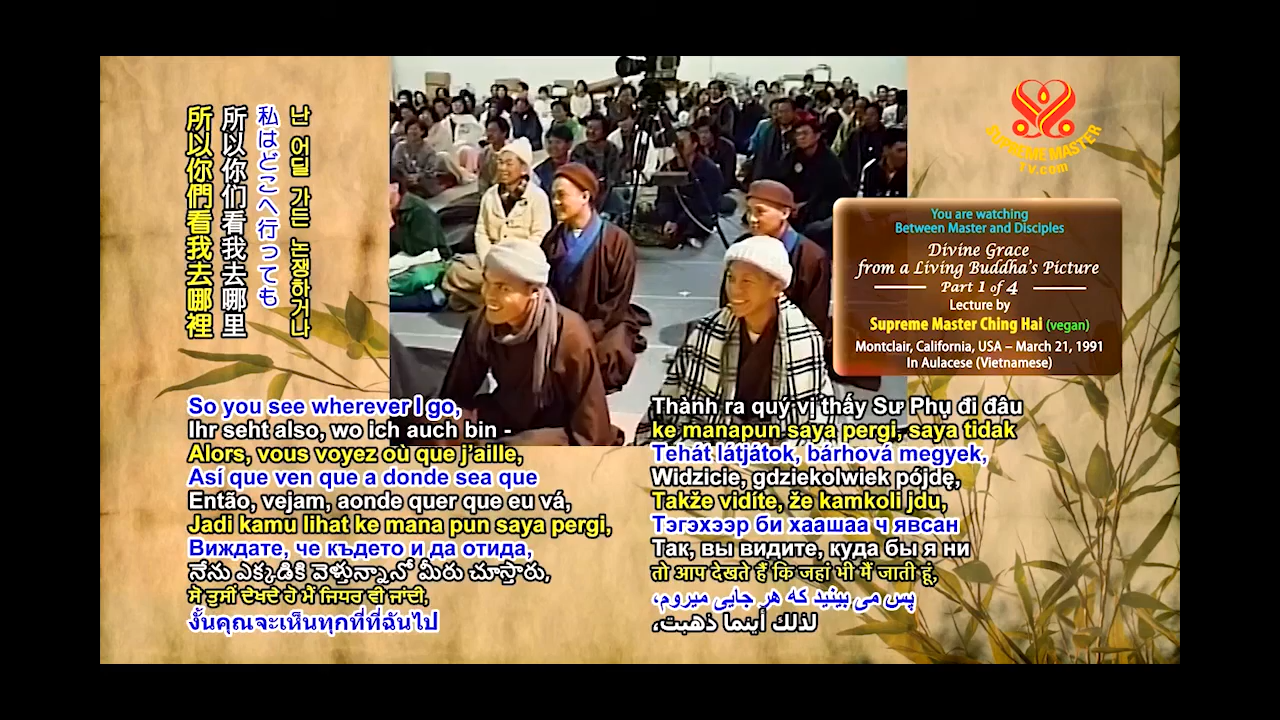 所以你們看我去哪裡
所以你们看我去哪里
私はどこへ行っても
난 어딜 가든 논쟁하거나
SUPREME MASTER
TV.com
You are watching
Between Master and Disciples
Divine Grace
from a Living Buddha's Picture
Part 1 of 4
Lecture by
Supreme Master Ching Hai (vegan)
Montclair, California, USA – March 21, 1991
In Aulacese (Vietnamese)
So you see wherever I go,
Ihr seht also, wo ich auch bin -
Alors, vous voyez où que j'aille,
Así que ven que a donde sea que
Então, vejam, aonde quer que eu vá,
Jadi kamu lihat ke mana pun saya pergi,
Виждате, че където и да отида,
నేను ఎక్కడికి వెళ్తున్నానో మీరు చూస్తారు,
ਸੋ ਤੁਸੀਂ ਦੇਖਦੇ ਹੋ ਮੈਂ ਜਿਧਰ ਵੀ ਜਾਂਦੀ,
งั้นคุณจะเห็นทุกที่ที่ฉันไป
Thành ra quý vị thấy Sư Phụ đi đâu
ke manapun saya pergi, saya tidak
Tehát látjátok, bárhová megyek,
Widzicie, gdziekolwiek pójdę,
Takže vidíte, že kamkoli jdu,
Тэгэхээр би хаашаа ч явсан
Так, вы видите, куда бы я ни
तो आप देखते हैं कि जहां भी मैं जाती हूं,
پس می بینید که هر جایی میروم،
لذلك أينما ذهبت،